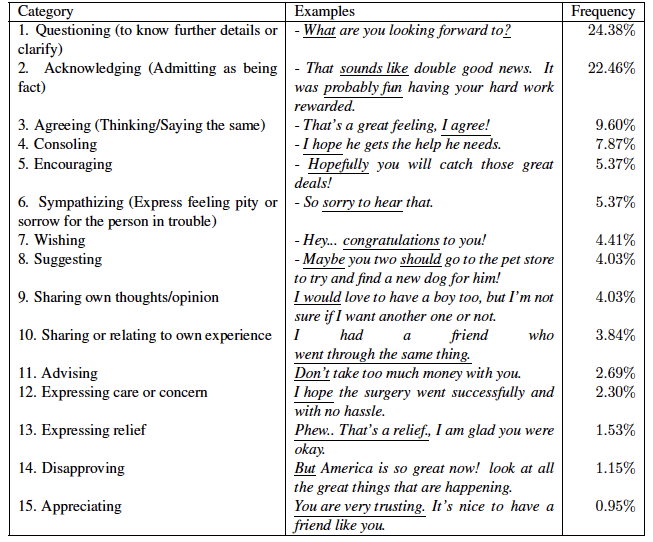 Category Examples Frequency
1. Questioning (to know further details or - What are you looking forward to? 24.38%
clarify)
2. Acknowledging (Admitting as being - That sounds like double good news. It 22.46%
fact) was probably fun having your hard work
rewarded.
3. Agreeing (Thinking/Saying the same) - That's a great feeling, I agree! 9.60%
4. Consoling - I hope he gets the help he needs. 7.87%
5. Encouraging - Hopefully you will catch those great 5.37%
deals!
6. Sympathizing (Express feeling pity or - So sorry to hear that. 5.37%
sorrow for the person in trouble)
7. Wishing - Hey... congratulations to you! 4.41%
8. Suggesting - Maybe you two should go to the pet store 4.03%
to try and find a new dog for him!
9. Sharing own thoughts/opinion I would love to have a boy too, but I'm not 4.03%
sure if I want another one or not.
10. Sharing or relating to own experience I had a friend who 3.84%
went through the same thing.
11. Advising Don't take too much money with you. 2.69%
12. Expressing care or concern I hope the surgery went successfully and 2.30%
with no hassle.
13. Expressing relief Phew.. That's a relief., I am glad you were 1.53%
okay.
14. Disapproving But America is so great now! look at all 1.15%
the great things that are happening.
15. Appreciating You are very trusting. It's nice to have a 0.95%
friend like you.